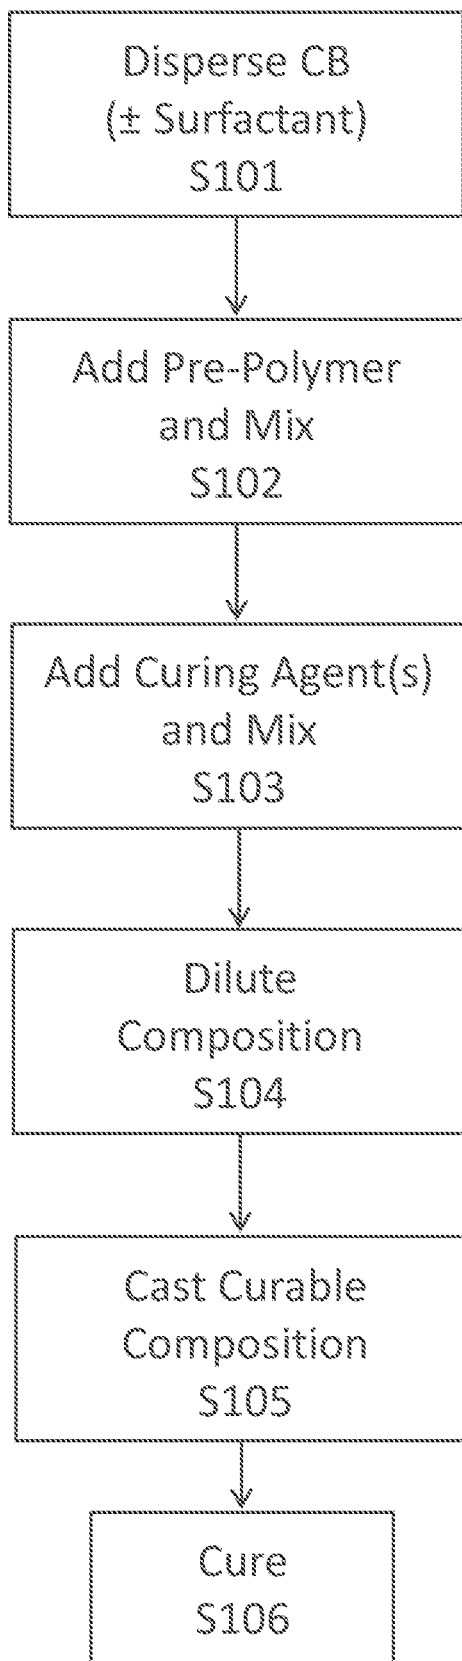 Disperse CB
(± Surfactant)
S101
Add Pre-Polymer
and Mix
S102
Add Curing Agent(s)
and Mix
S103
Dilute
Composition
S104
Cast Curable
Composition
S105
Cure
S106